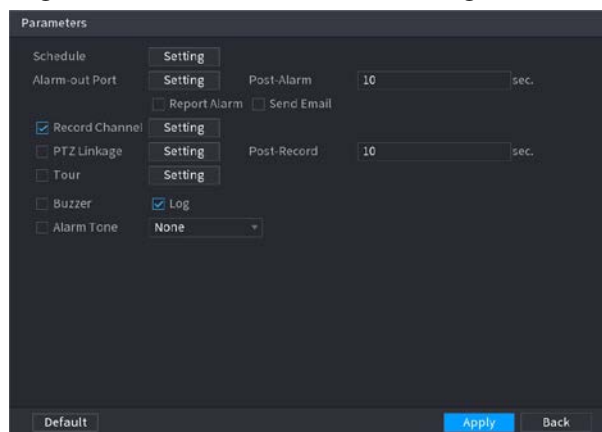 Parameters
Schedule Setting
Alarm-out Port Setting Post-Alarm 10 sec.
Report Alarm Send Email
Record Channel Setting
PTZ Linkage Setting Post-Record 10 sec.
Tour Setting
Buzzer Log
Alarm Tone None
Default Apply Back